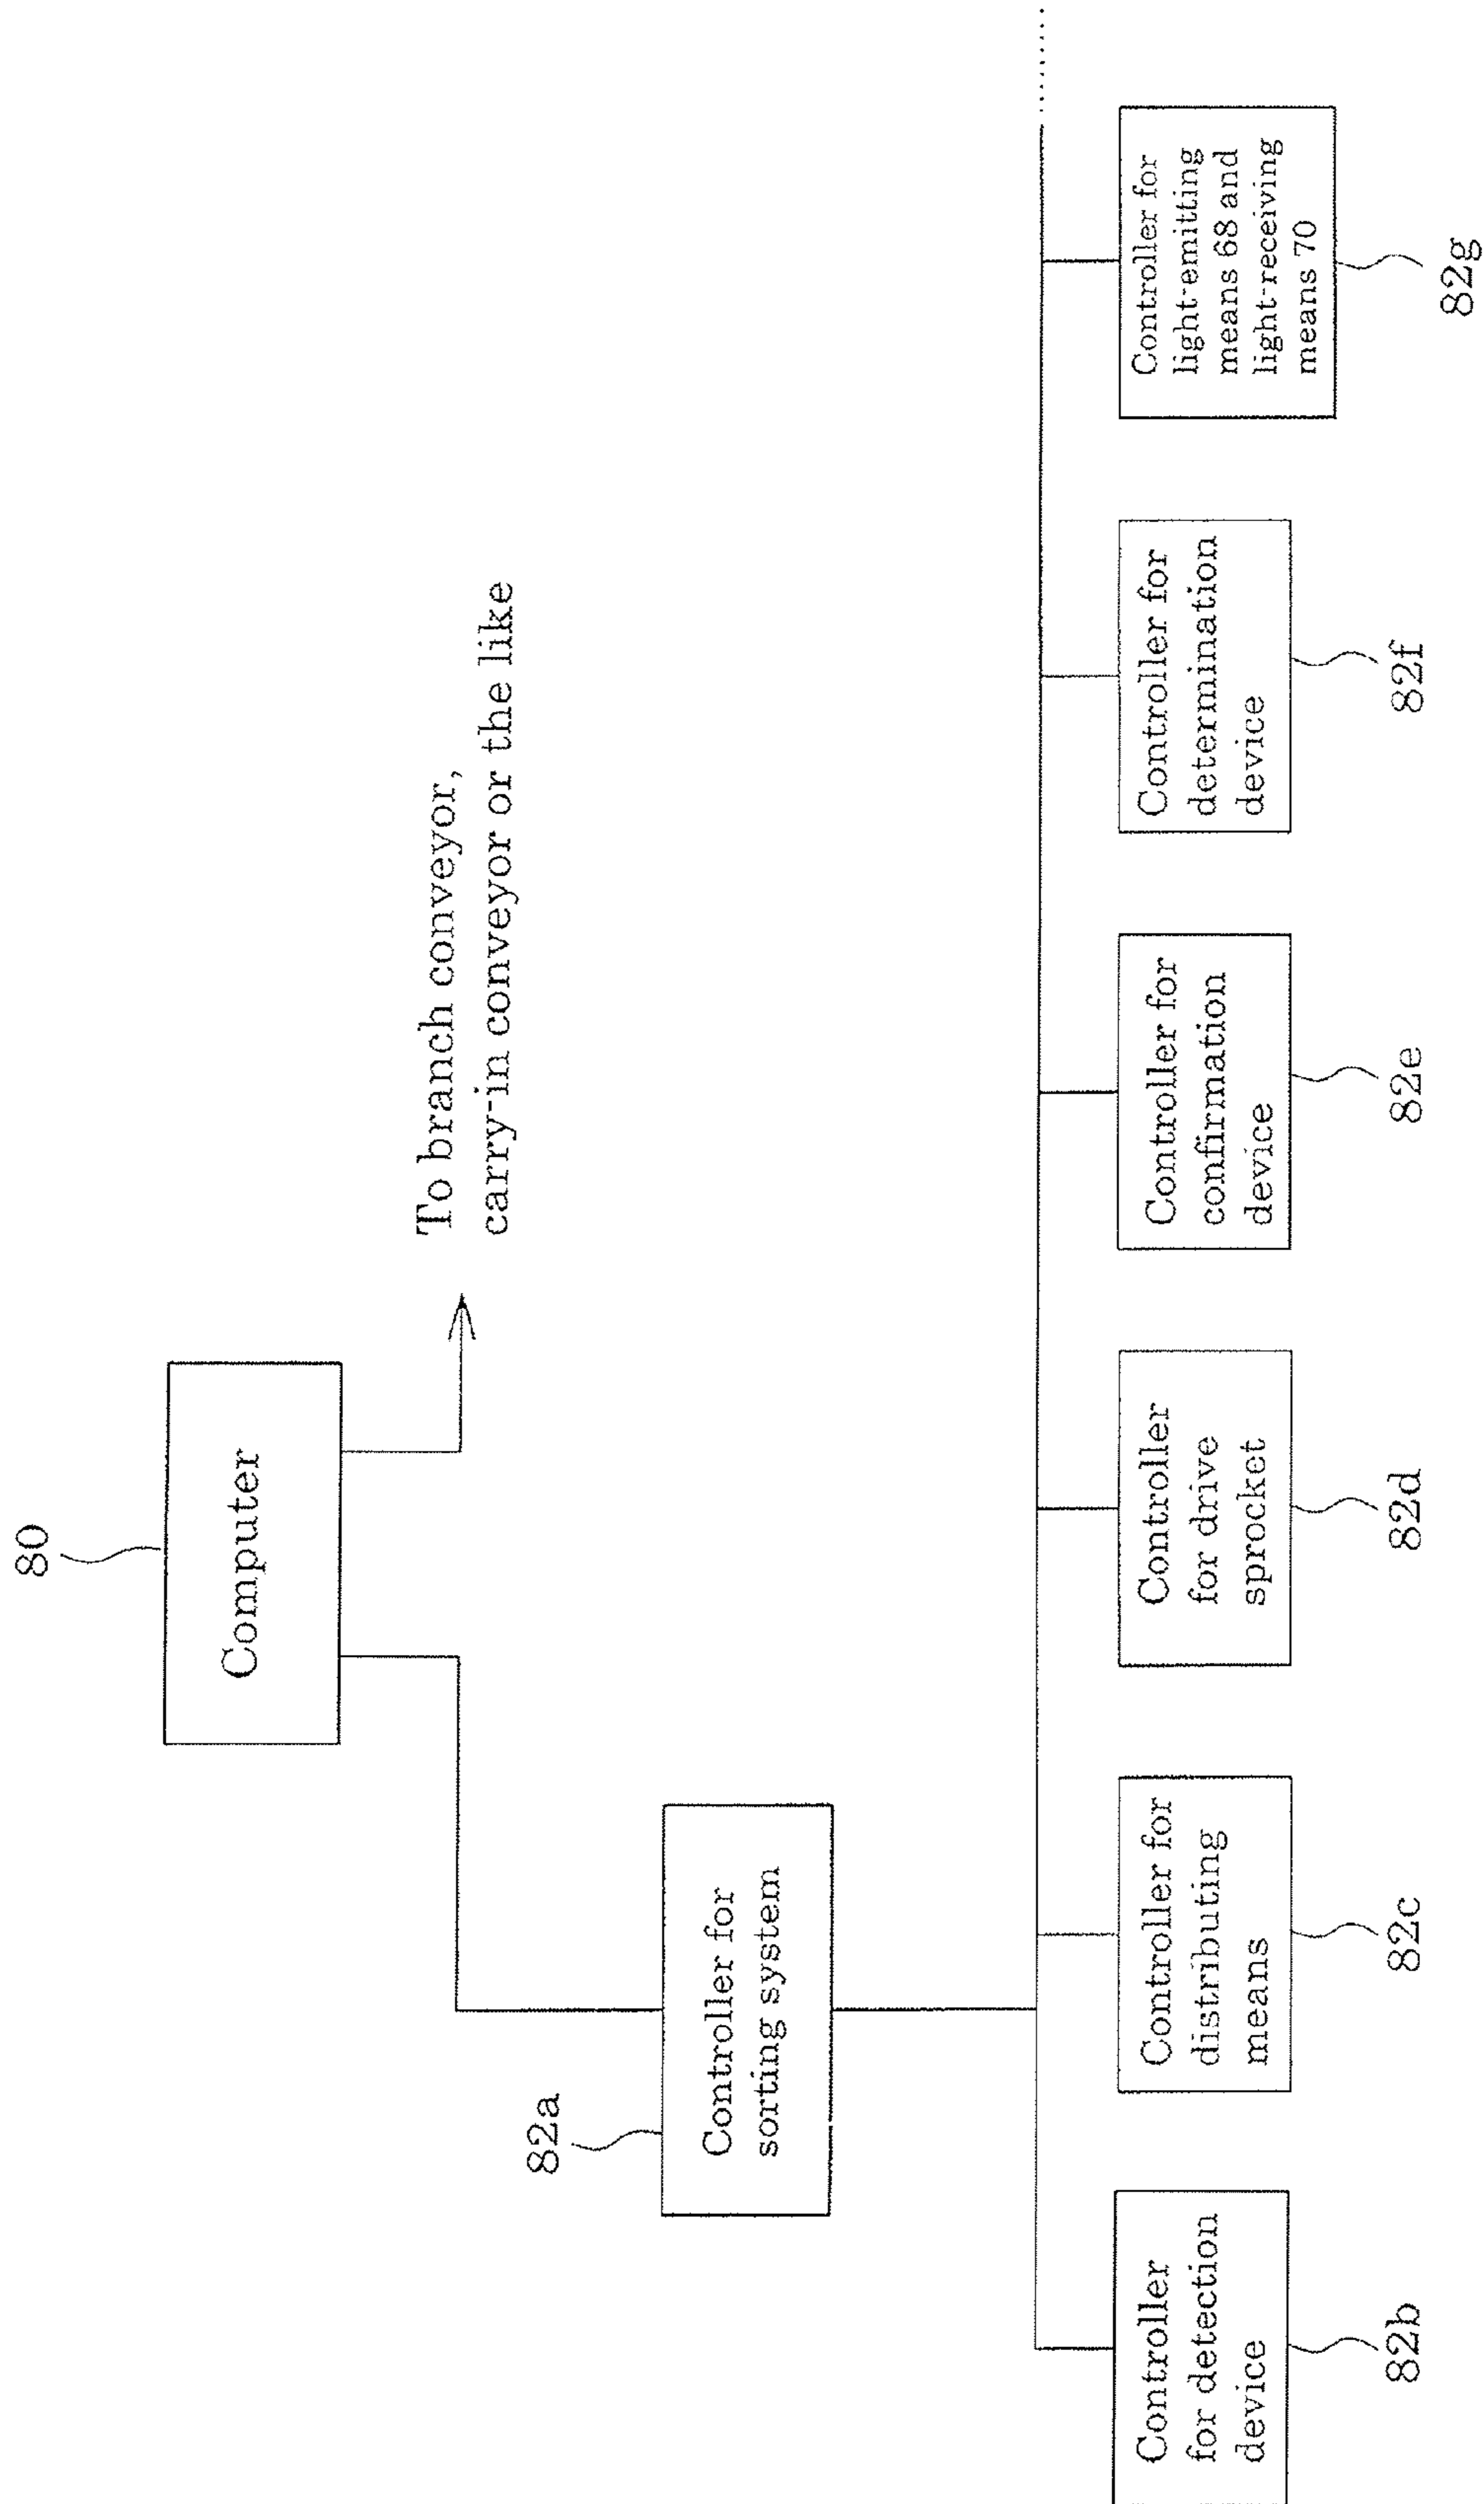 80
Computer
To branch conveyor,
carry-in conveyor or the like
82a
Controller for
sorting system
Controller
for detection
device
82b
Controller for
distributing
means
82c
Controller
for drive
sprocket
82d
Controller for
confirmation
device
82e
Controller for
determination
device
82f
Controller for
light-emitting
means 68 and
light-receiving
means 70
82g